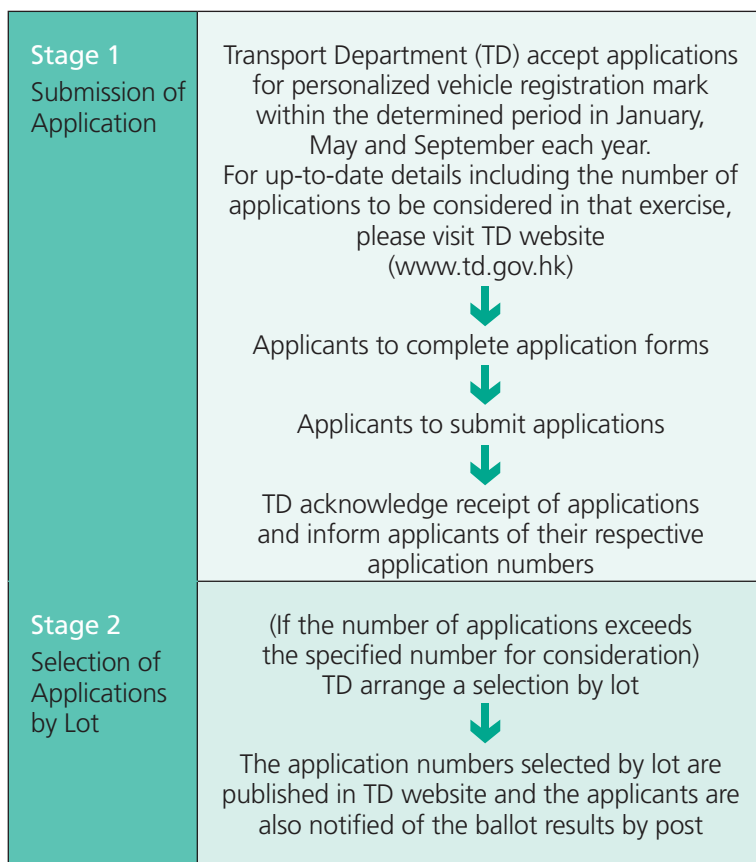 Stage 1
Submission of
Application
Transport Department (TD) accept applications
for personalized vehicle registration mark
within the determined period in January,
May and September each year.
For up-to-date details including the number of
applications to be considered in that exercise,
please visit TD website
(www.td.gov.hk)
Applicants to complete application forms
Applicants to submit applications
TD acknowledge receipt of applications
and inform applicants of their respective
application numbers
Stage 2
Selection of
Applications
by Lot
(If the number of applications exceeds
the specified number for consideration)
TD arrange a selection by lot
The application numbers selected by lot are
published in TD website and the applicants are
also notified of the ballot results by post